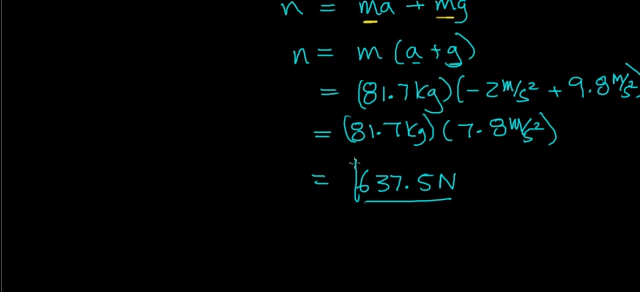 n = ma + mg
n = m (a + g)
= (81.7kg)(-2m/s² + 9.8m/s²)
= (81.7kg)(7.8m/s²)
= 637.5N